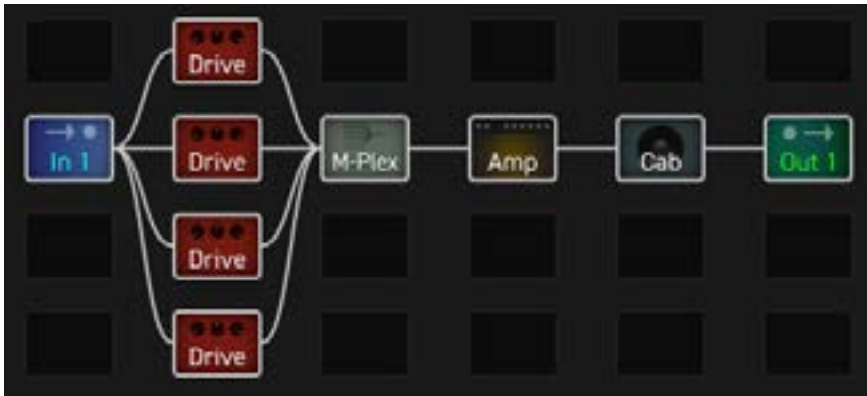 Drive
In 1
Drive
M-Plex
Amp
Cab
Out 1
Drive
Drive